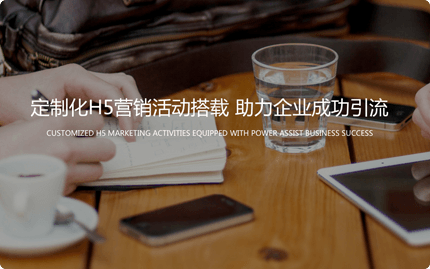 定制化H5营销活动搭载 助力企业成功引流
CUSTOMIZED H5 MARKETING ACTIVITIES EQUIPPED WITH POWER-ASSIST BUSINESS SUCCESS